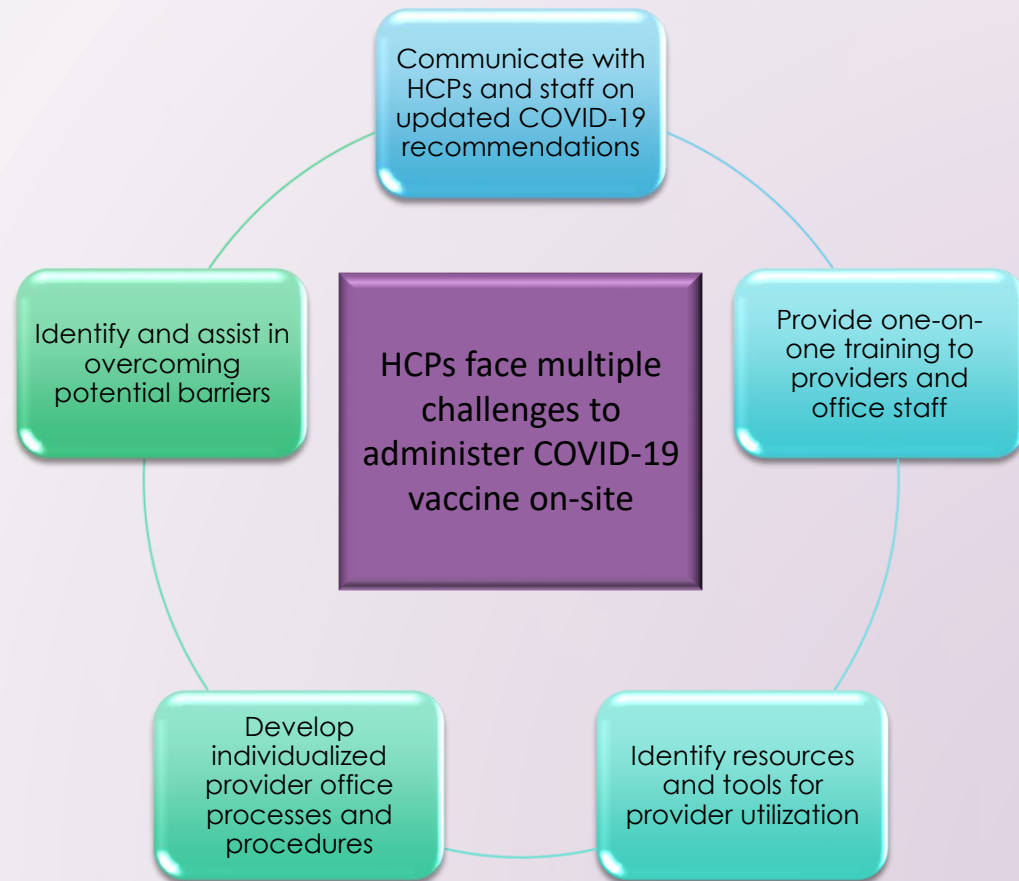 Communicate with
HCPs and staff on
updated COVID-19
recommendations
Provide one-on-
one training to
providers and
office staff
Identify resources
and tools for
provider utilization
Develop
individualized
provider office
processes and
procedures
Identify and assist in
overcoming
potential barriers
HCPs face multiple
challenges to
administer COVID-19
vaccine on-site